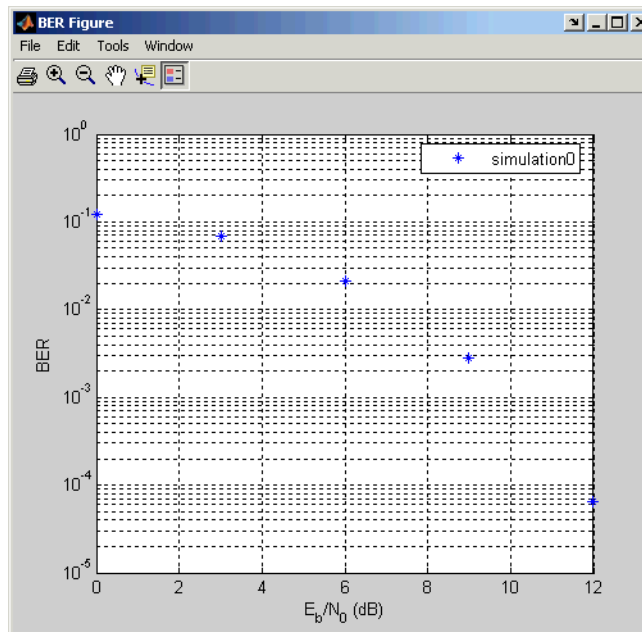 BER Figure
File Edit Tools Window
simulation0
10^0
10^-1
10^-2
10^-3
10^-4
10^-5
BER
0 2 4 6 8 10 12
E_b/N_0 (dB)